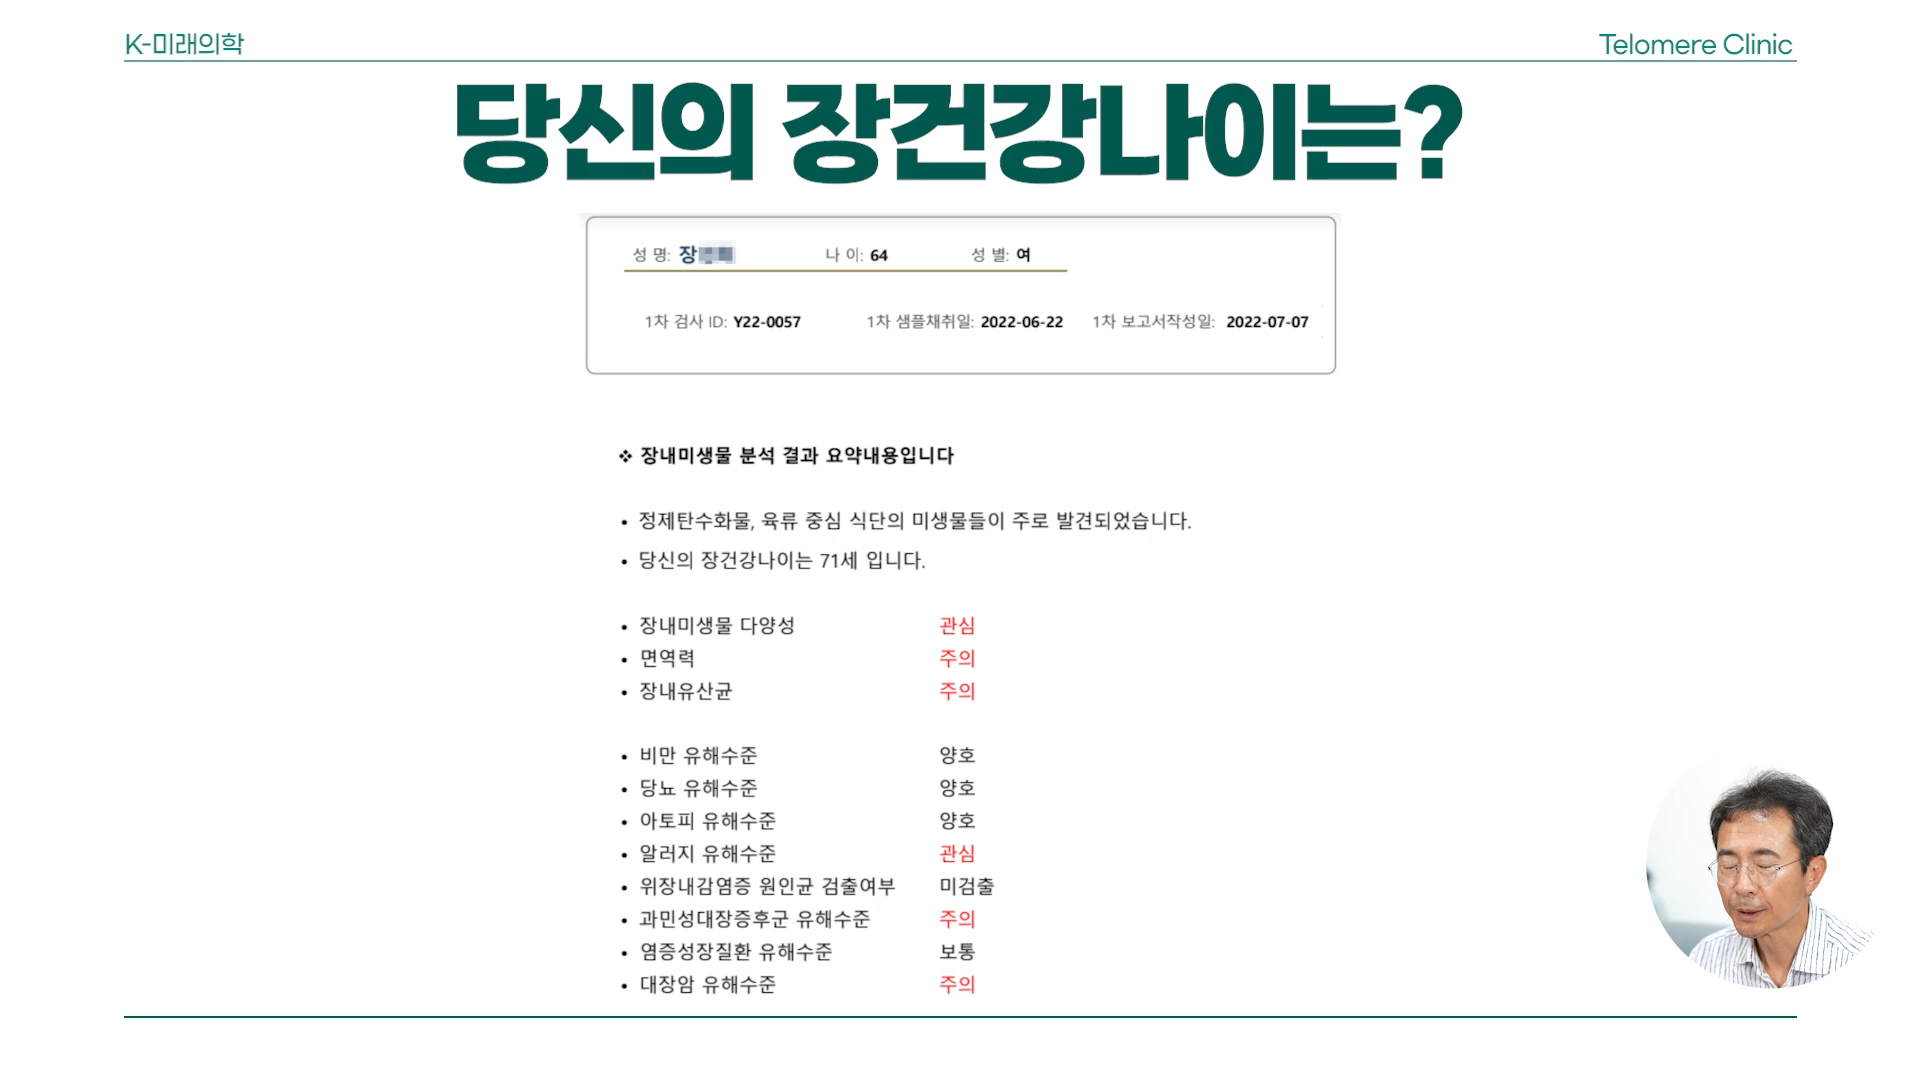 K-미래의학
Telomere Clinic
당신의 장건강나이는?
성 명: 장
나 이: 64
성 별: 여
1차 검사 ID: Y22-0057
1차 샘플채취일: 2022-06-22
1차 보고서작성일: 2022-07-07
❖ 장내미생물 분석 결과 요약내용입니다
• 정제탄수화물, 육류 중심 식단의 미생물들이 주로 발견되었습니다.
• 당신의 장건강나이는 71세 입니다.
• 장내미생물 다양성 관심
• 면역력 주의
• 장내유산균 주의
• 비만 유해수준 양호
• 당뇨 유해수준 양호
• 아토피 유해수준 양호
• 알러지 유해수준 관심
• 위장내감염증 원인균 검출여부 미검출
• 과민성대장증후군 유해수준 주의
• 염증성장질환 유해수준 보통
• 대장암 유해수준 주의